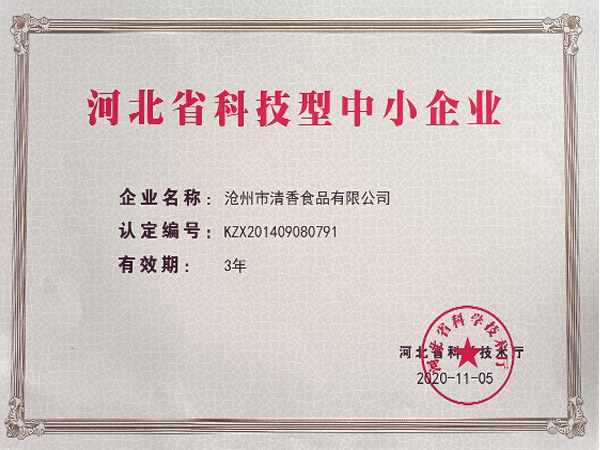 河北省科技型中小企业
企业名称：沧州市清香食品有限公司
认定编号：KZX201409080791
有效期：3年
河北省科学技术厅
河北省科学技术厅
2020-11-05